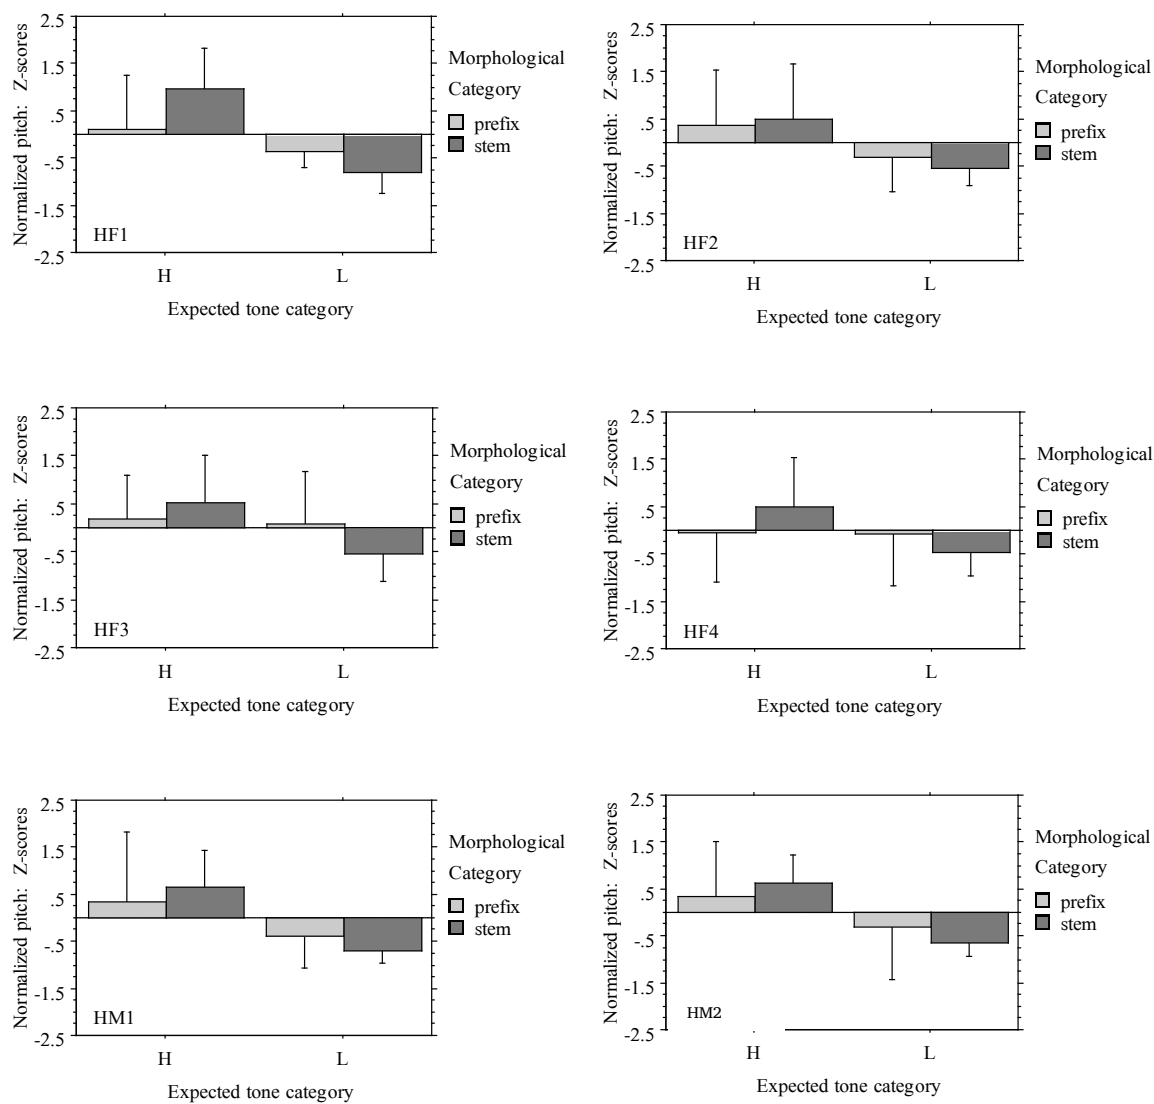 Normalized pitch: Z-scores
2.5
1.5
.5
-.5
-1.5
-2.5
HF1
H L
Expected tone category
Morphological
Category
prefix
stem
Normalized pitch: Z-scores
2.5
1.5
.5
-.5
-1.5
-2.5
HF2
H L
Expected tone category
Morphological
Category
prefix
stem
Normalized pitch: Z-scores
2.5
1.5
.5
-.5
-1.5
-2.5
HF3
H L
Expected tone category
Morphological
Category
prefix
stem
Normalized pitch: Z-scores
2.5
1.5
.5
-.5
-1.5
-2.5
HF4
H L
Expected tone category
Morphological
Category
prefix
stem
Normalized pitch: Z-scores
2.5
1.5
.5
-.5
-1.5
-2.5
HM1
H L
Expected tone category
Morphological
Category
prefix
stem
Normalized pitch: Z-scores
2.5
1.5
.5
-.5
-1.5
-2.5
HM2
H L
Expected tone category
Morphological
Category
prefix
stem